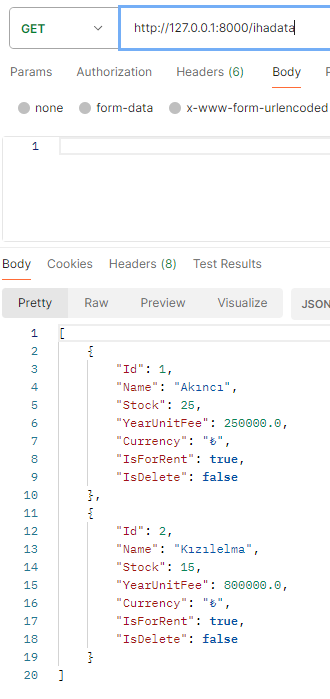 GET http://127.0.0.1:8000/ihadata
Params Authorization Headers (6) Body
none form-data x-www-form-urlencoded
1
Body Cookies Headers (8) Test Results
Pretty Raw Preview Visualize JSON
1 [
2 {
3 "Id": 1,
4 "Name": "Akıncı",
5 "Stock": 25,
6 "YearUnitFee": 250000.0,
7 "Currency": "₺",
8 "IsForRent": true,
9 "IsDelete": false
10 },
11 {
12 "Id": 2,
13 "Name": "Kızılelma",
14 "Stock": 15,
15 "YearUnitFee": 800000.0,
16 "Currency": "₺",
17 "IsForRent": true,
18 "IsDelete": false
19 }
20 ]